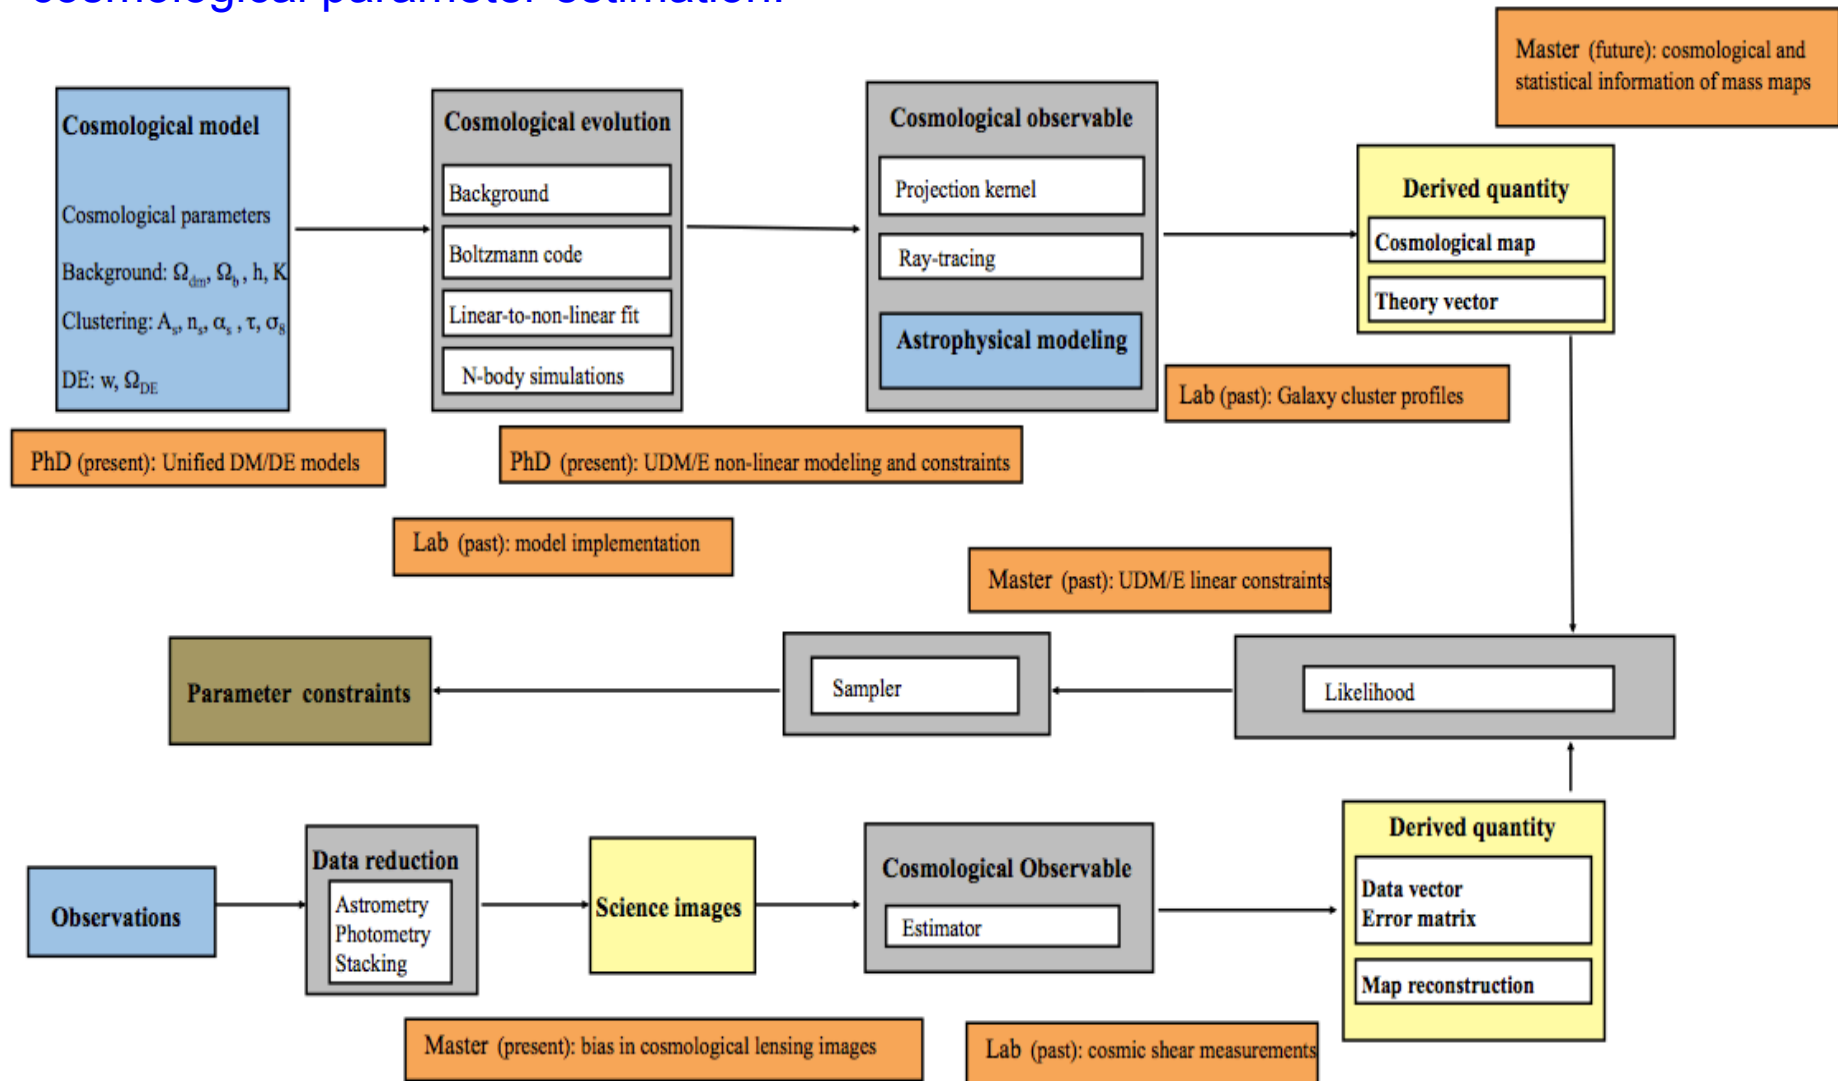 cosmological parameter estimation.
Master (future): cosmological and
statistical information of mass maps
Cosmological model
Cosmological parameters
Background: Ωdm, Ωb , h, K
Clustering: As, ns, αs , τ, σ8
DE: w, ΩDE
Cosmological evolution
Background
Boltzmann code
Linear-to-non-linear fit
N-body simulations
Cosmological observable
Projection kernel
Ray-tracing
Astrophysical modeling
Derived quantity
Cosmological map
Theory vector
Lab (past): Galaxy cluster profiles
PhD (present): Unified DM/DE models
PhD (present): UDM/E non-linear modeling and constraints
Lab (past): model implementation
Master (past): UDM/E linear constraints
Parameter constraints
Sampler
Likelihood
Observations
Data reduction
Astrometry
Photometry
Stacking
Science images
Cosmological Observable
Estimator
Derived quantity
Data vector
Error matrix
Map reconstruction
Master (present): bias in cosmological lensing images
Lab (past): cosmic shear measurements